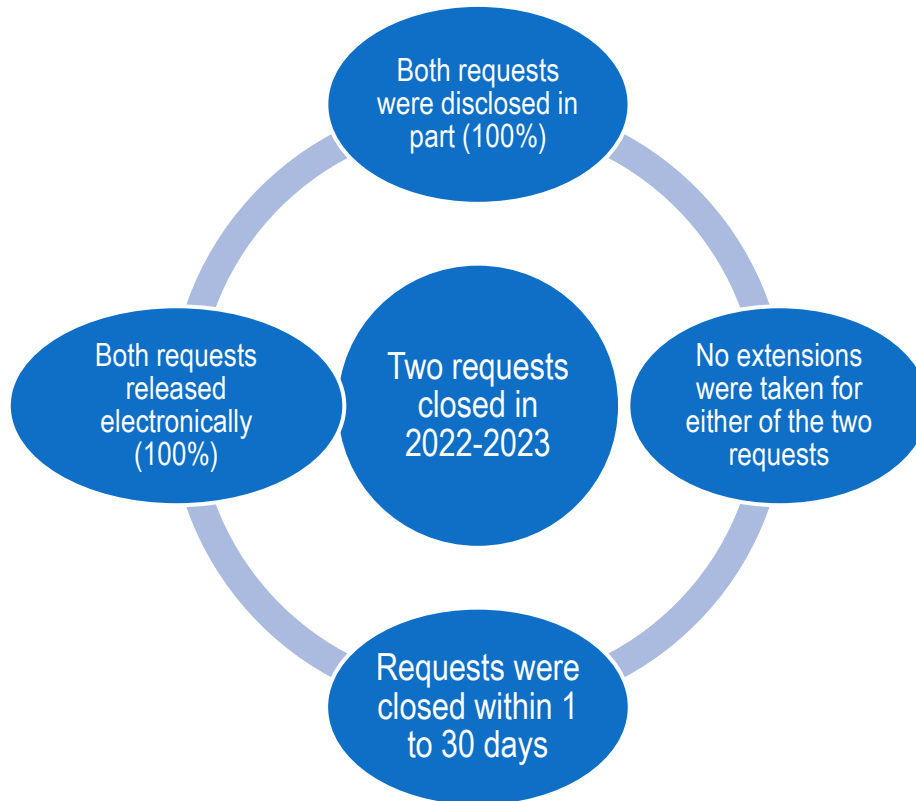 Both requests
were disclosed in
part (100%)
Both requests
released
electronically
(100%)
Two requests
closed in
2022-2023
No extensions
were taken for
either of the two
requests
Requests were
closed within 1
to 30 days